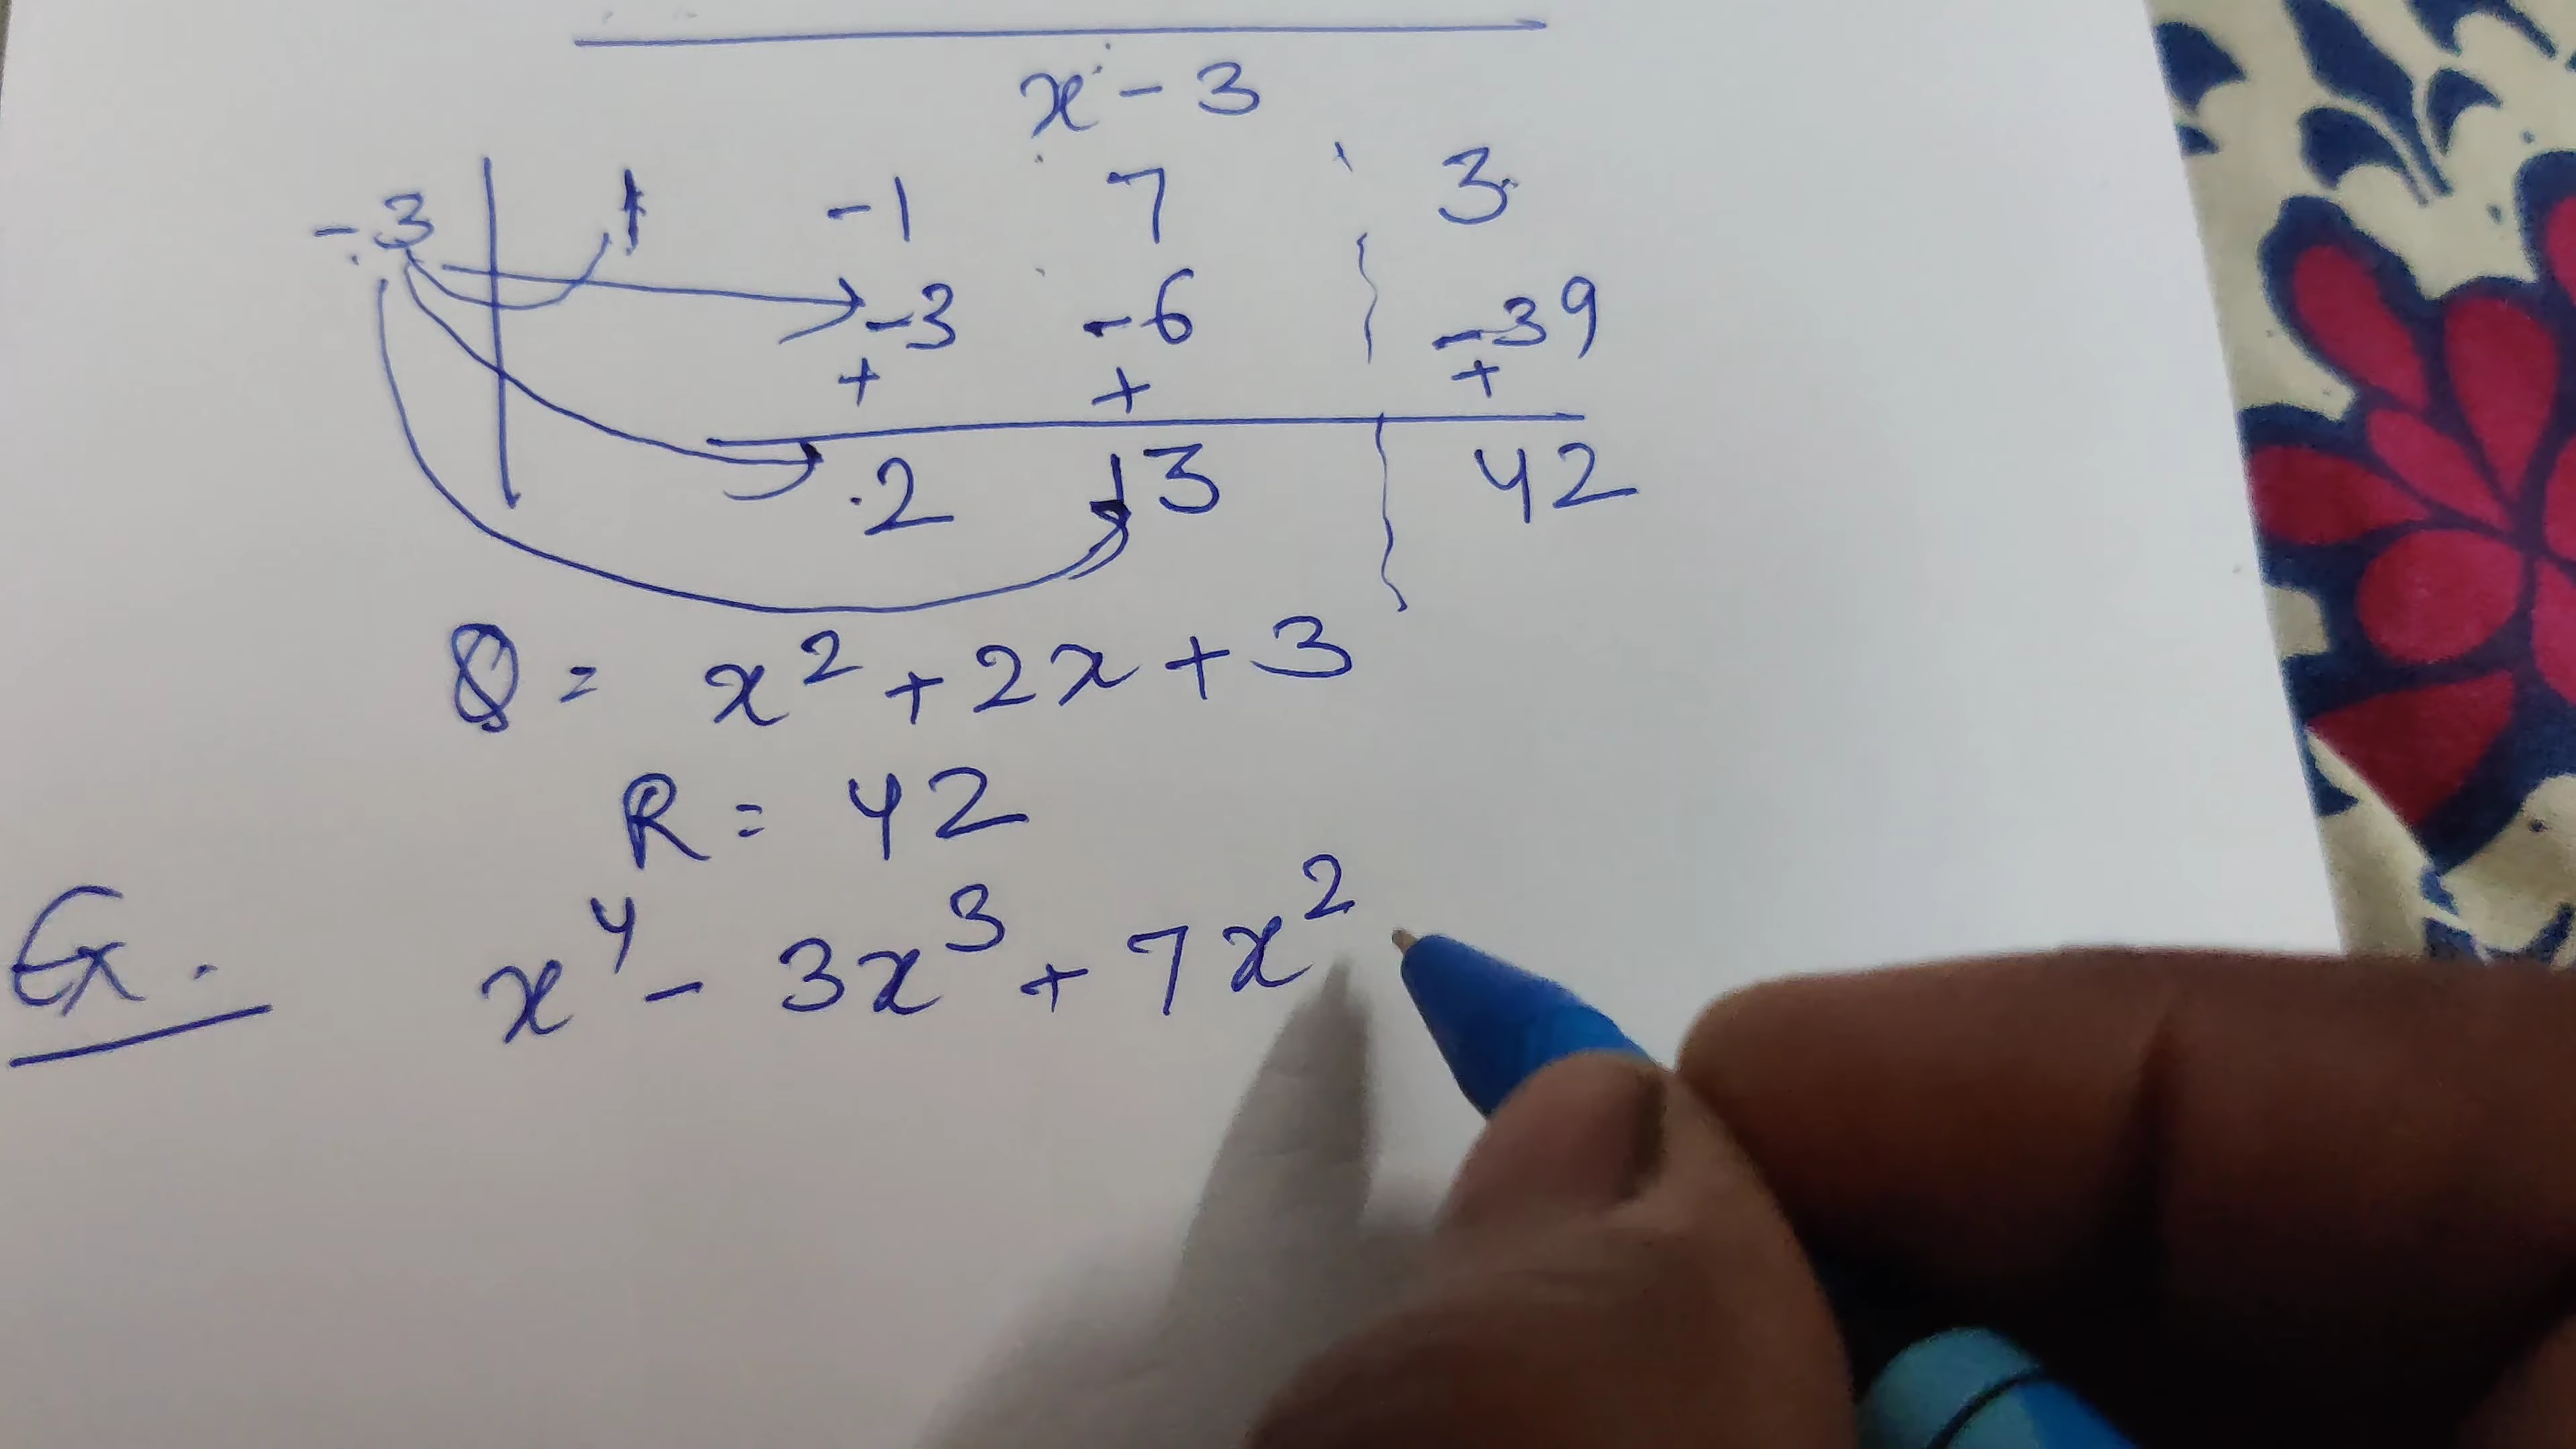 x - 3
-3 | 1 -1 7 3
-3 -6 -39
+ + +
2 13 42
Q = x² + 2x + 3
R = 42
Ex. x⁴ - 3x³ + 7x²